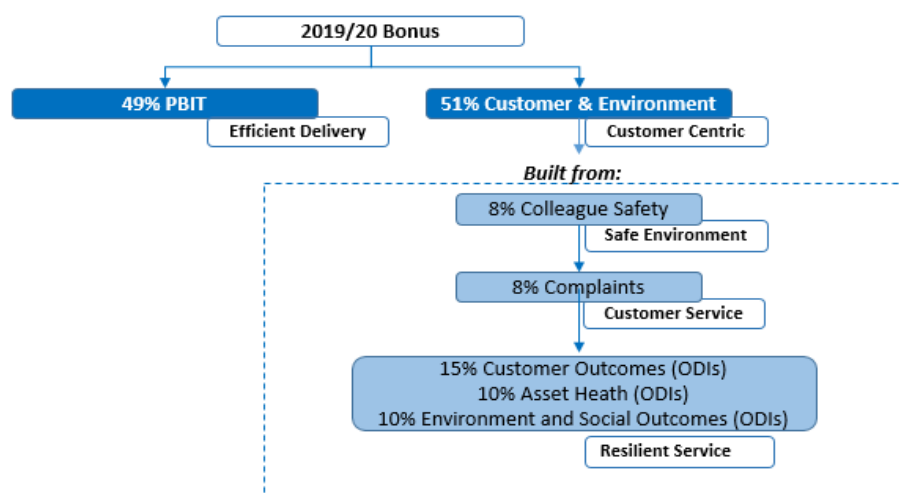 2019/20 Bonus
49% PBIT
51% Customer & Environment
Efficient Delivery
Customer Centric
Built from:
8% Colleague Safety
Safe Environment
8% Complaints
Customer Service
15% Customer Outcomes (ODIs)
10% Asset Heath (ODIs)
10% Environment and Social Outcomes (ODIs)
Resilient Service